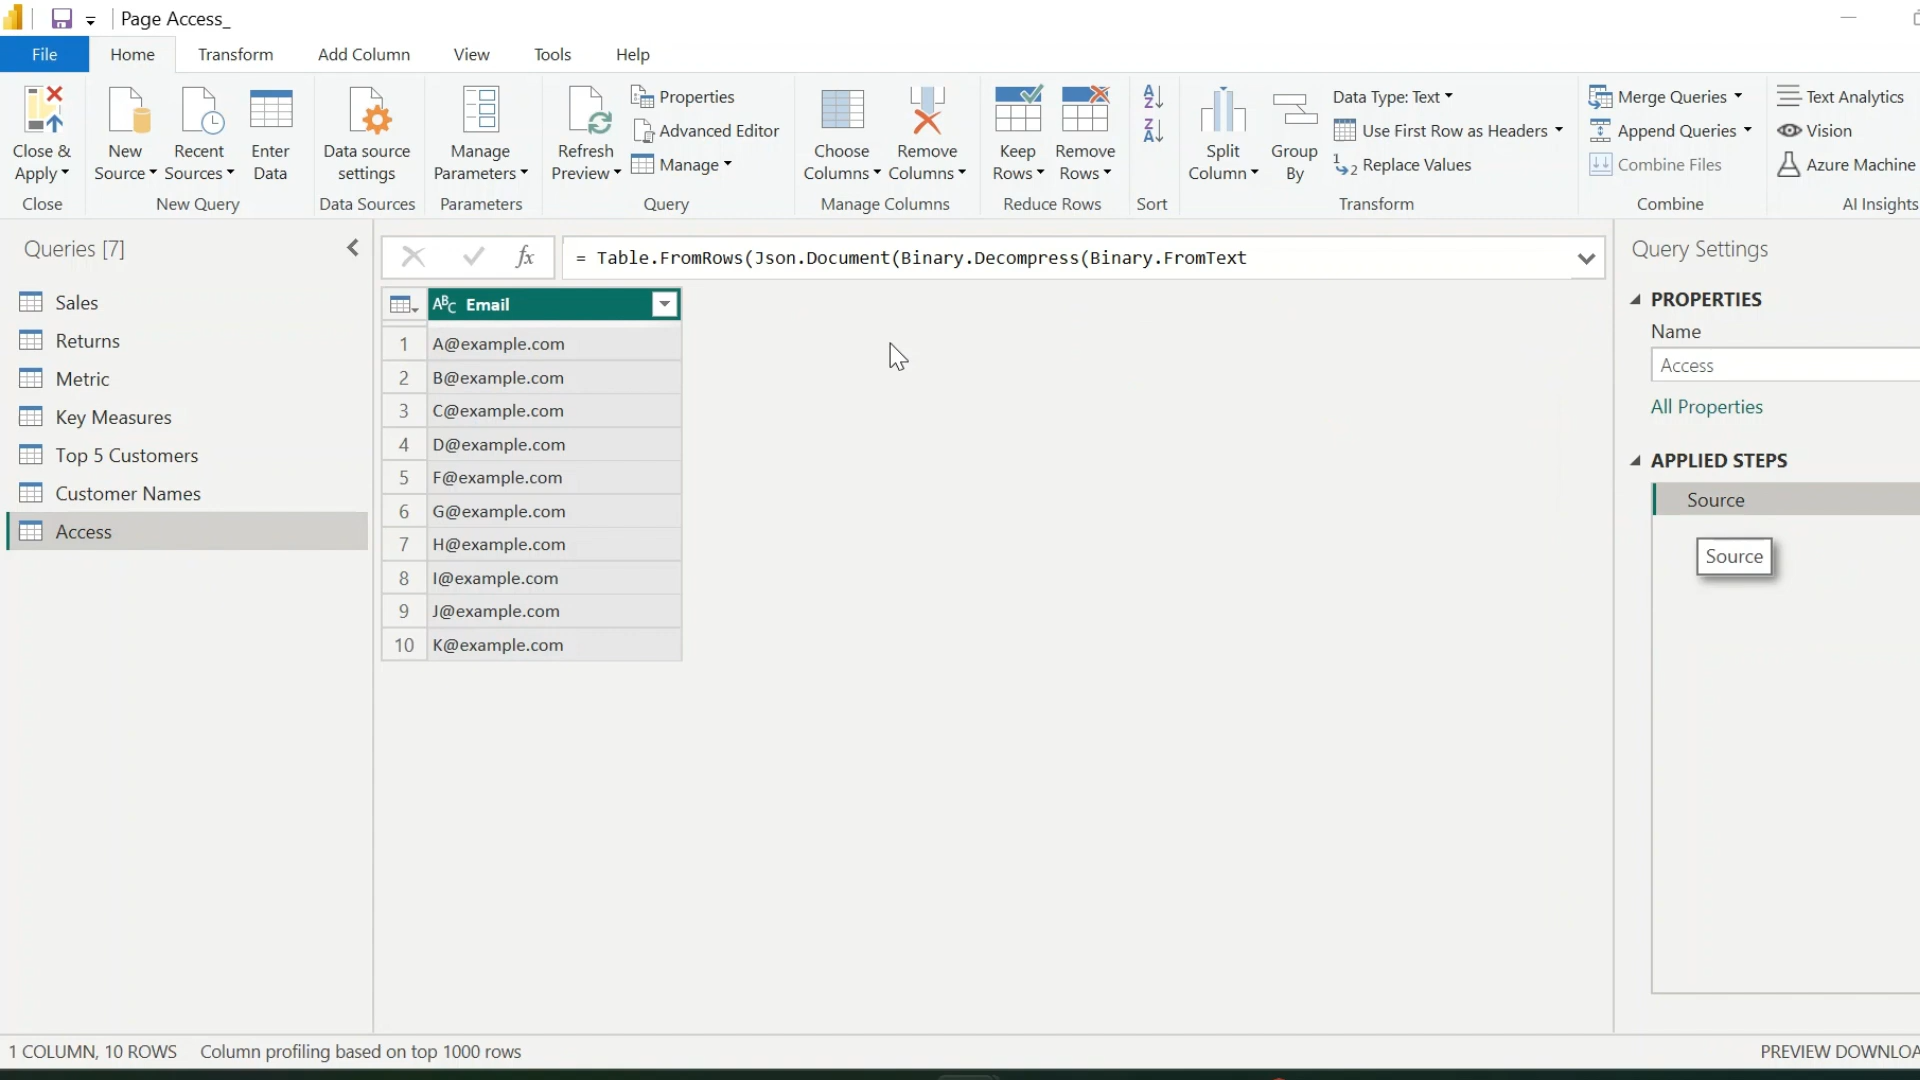 Page Access_
File Home Transform Add Column View Tools Help
Close & Apply
New Source
Recent Sources
Enter Data
Data source settings
Manage Parameters
Refresh Preview
Properties
Advanced Editor
Manage
Choose Columns
Remove Columns
Keep Rows
Remove Rows
Split Column
Group By
Data Type: Text
Use First Row as Headers
Replace Values
Merge Queries
Append Queries
Combine Files
Text Analytics
Vision
Azure Machine
Close New Query Data Sources Parameters Query Manage Columns Reduce Rows Sort Transform Combine AI Insights
Queries [7]
Sales
Returns
Metric
Key Measures
Top 5 Customers
Customer Names
Access
fx = Table.FromRows(Json.Document(Binary.Decompress(Binary.FromText
ABC Email
1 A@example.com
2 B@example.com
3 C@example.com
4 D@example.com
5 F@example.com
6 G@example.com
7 H@example.com
8 I@example.com
9 J@example.com
10 K@example.com
Query Settings
PROPERTIES
Name
Access
All Properties
APPLIED STEPS
Source
Source
1 COLUMN, 10 ROWS Column profiling based on top 1000 rows
PREVIEW DOWNLOA